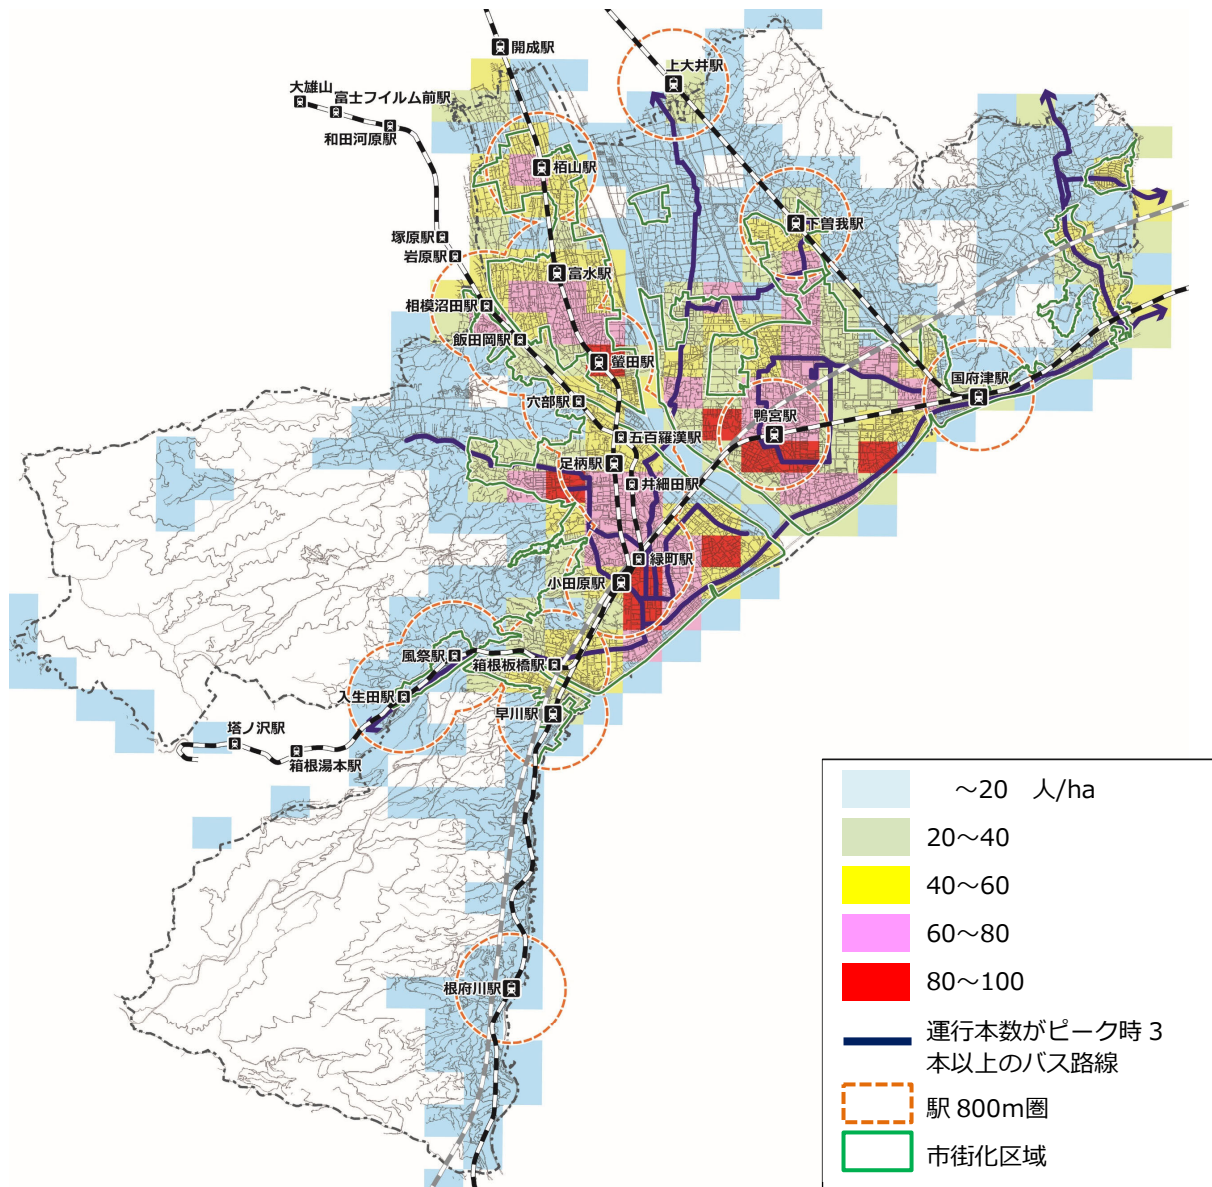 開成駅
上大井駅
大雄山
富士フイルム前駅
和田河原駅
栢山駅
下曽我駅
塚原駅
岩原駅
富水駅
相模沼田駅
飯田岡駅
螢田駅
国府津駅
穴部駅
鴨宮駅
五百羅漢駅
足柄駅
井細田駅
緑町駅
小田原駅
風祭駅
箱根板橋駅
入生田駅
早川駅
塔ノ沢駅
箱根湯本駅
根府川駅
～20 人/ha
20～40
40～60
60～80
80～100
運行本数がピーク時3
本以上のバス路線
駅800m圏
市街化区域